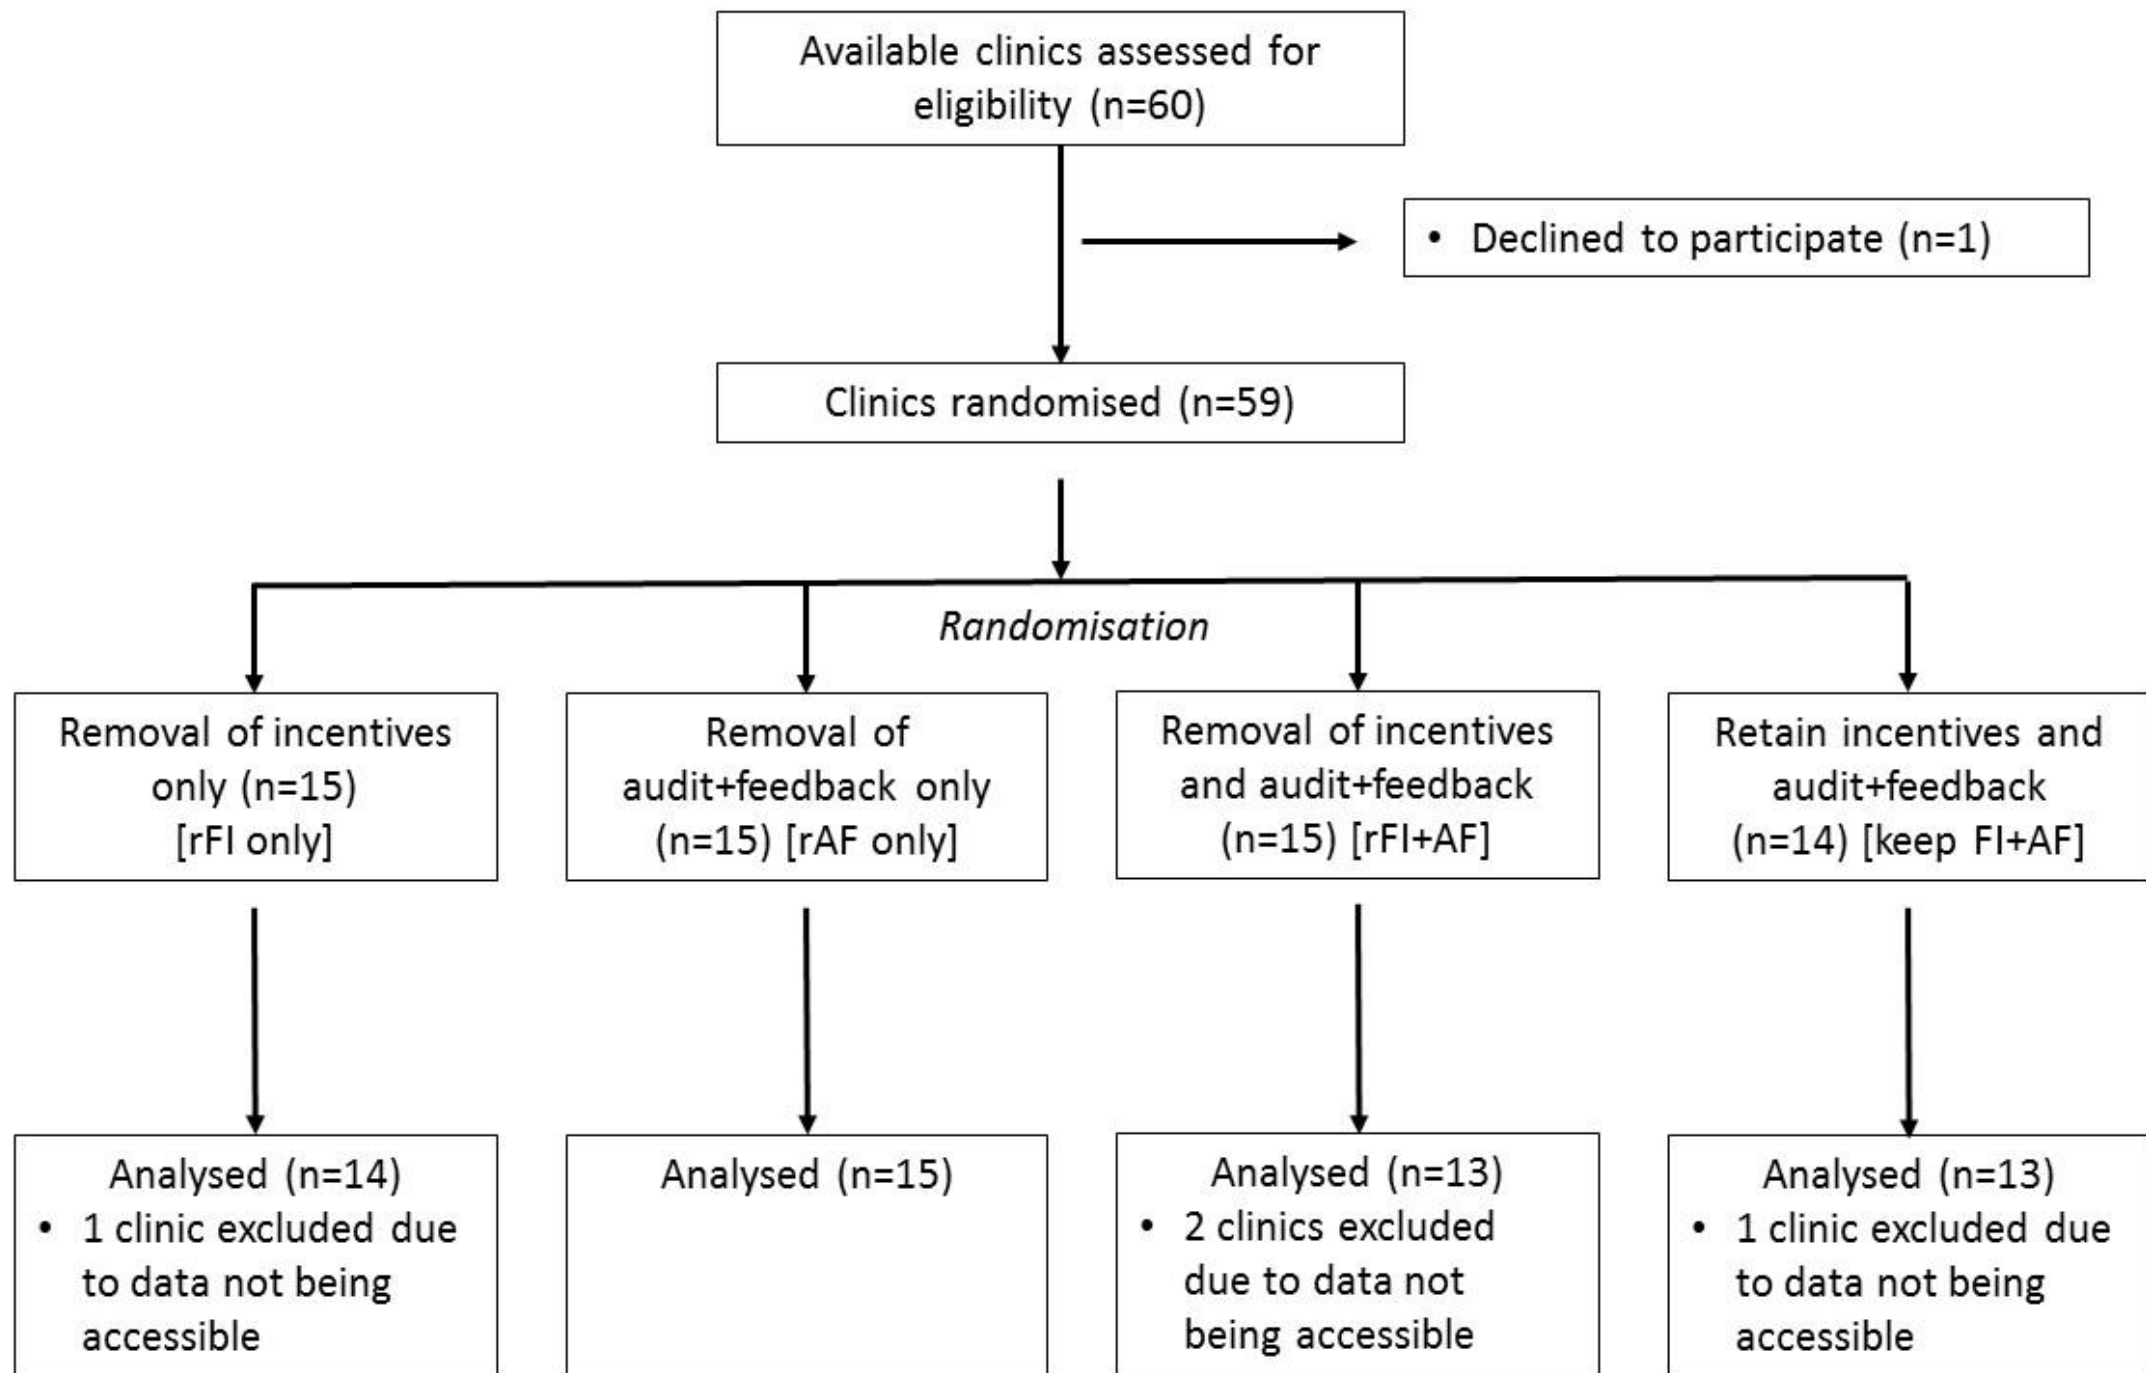 Available clinics assessed for
eligibility (n=60)
• Declined to participate (n=1)
Clinics randomised (n=59)
Randomisation
Removal of incentives
only (n=15)
[rFI only]
Removal of
audit+feedback only
(n=15) [rAF only]
Removal of incentives
and audit+feedback
(n=15) [rFI+AF]
Retain incentives and
audit+feedback
(n=14) [keep FI+AF]
Analysed (n=14)
• 1 clinic excluded due
to data not being
accessible
Analysed (n=15)
Analysed (n=13)
• 2 clinics excluded
due to data not
being accessible
Analysed (n=13)
• 1 clinic excluded due
to data not being
accessible